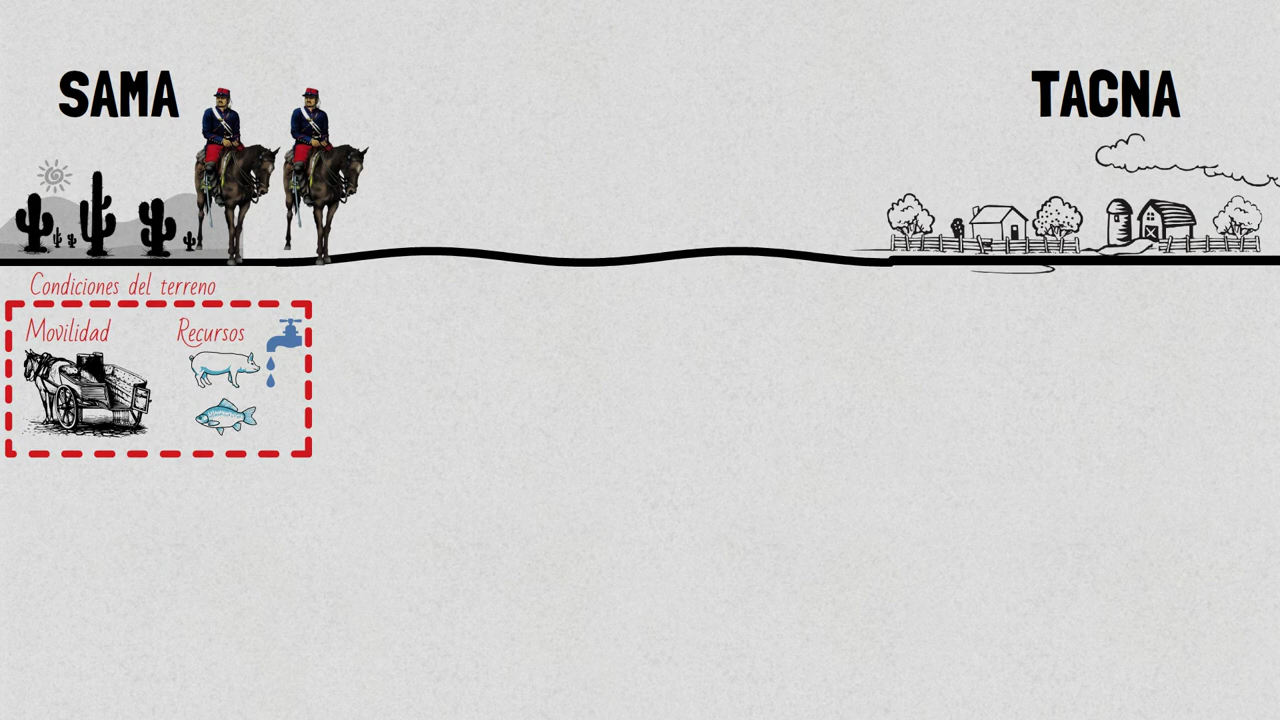 SAMA
TACNA
Condiciones del terreno
Movilidad
Recursos